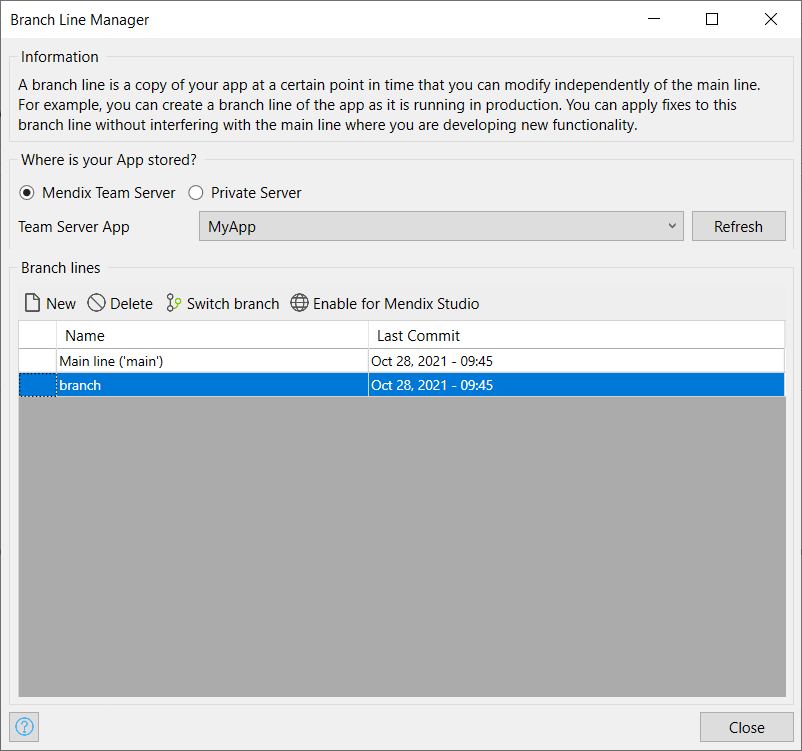 Branch Line Manager
Information
A branch line is a copy of your app at a certain point in time that you can modify independently of the main line.
For example, you can create a branch line of the app as it is running in production. You can apply fixes to this
branch line without interfering with the main line where you are developing new functionality.
Where is your App stored?
Mendix Team Server Private Server
Team Server App MyApp Refresh
Branch lines
New Delete Switch branch Enable for Mendix Studio
Name Last Commit
Main line ('main') Oct 28, 2021 - 09:45
branch Oct 28, 2021 - 09:45
? Close